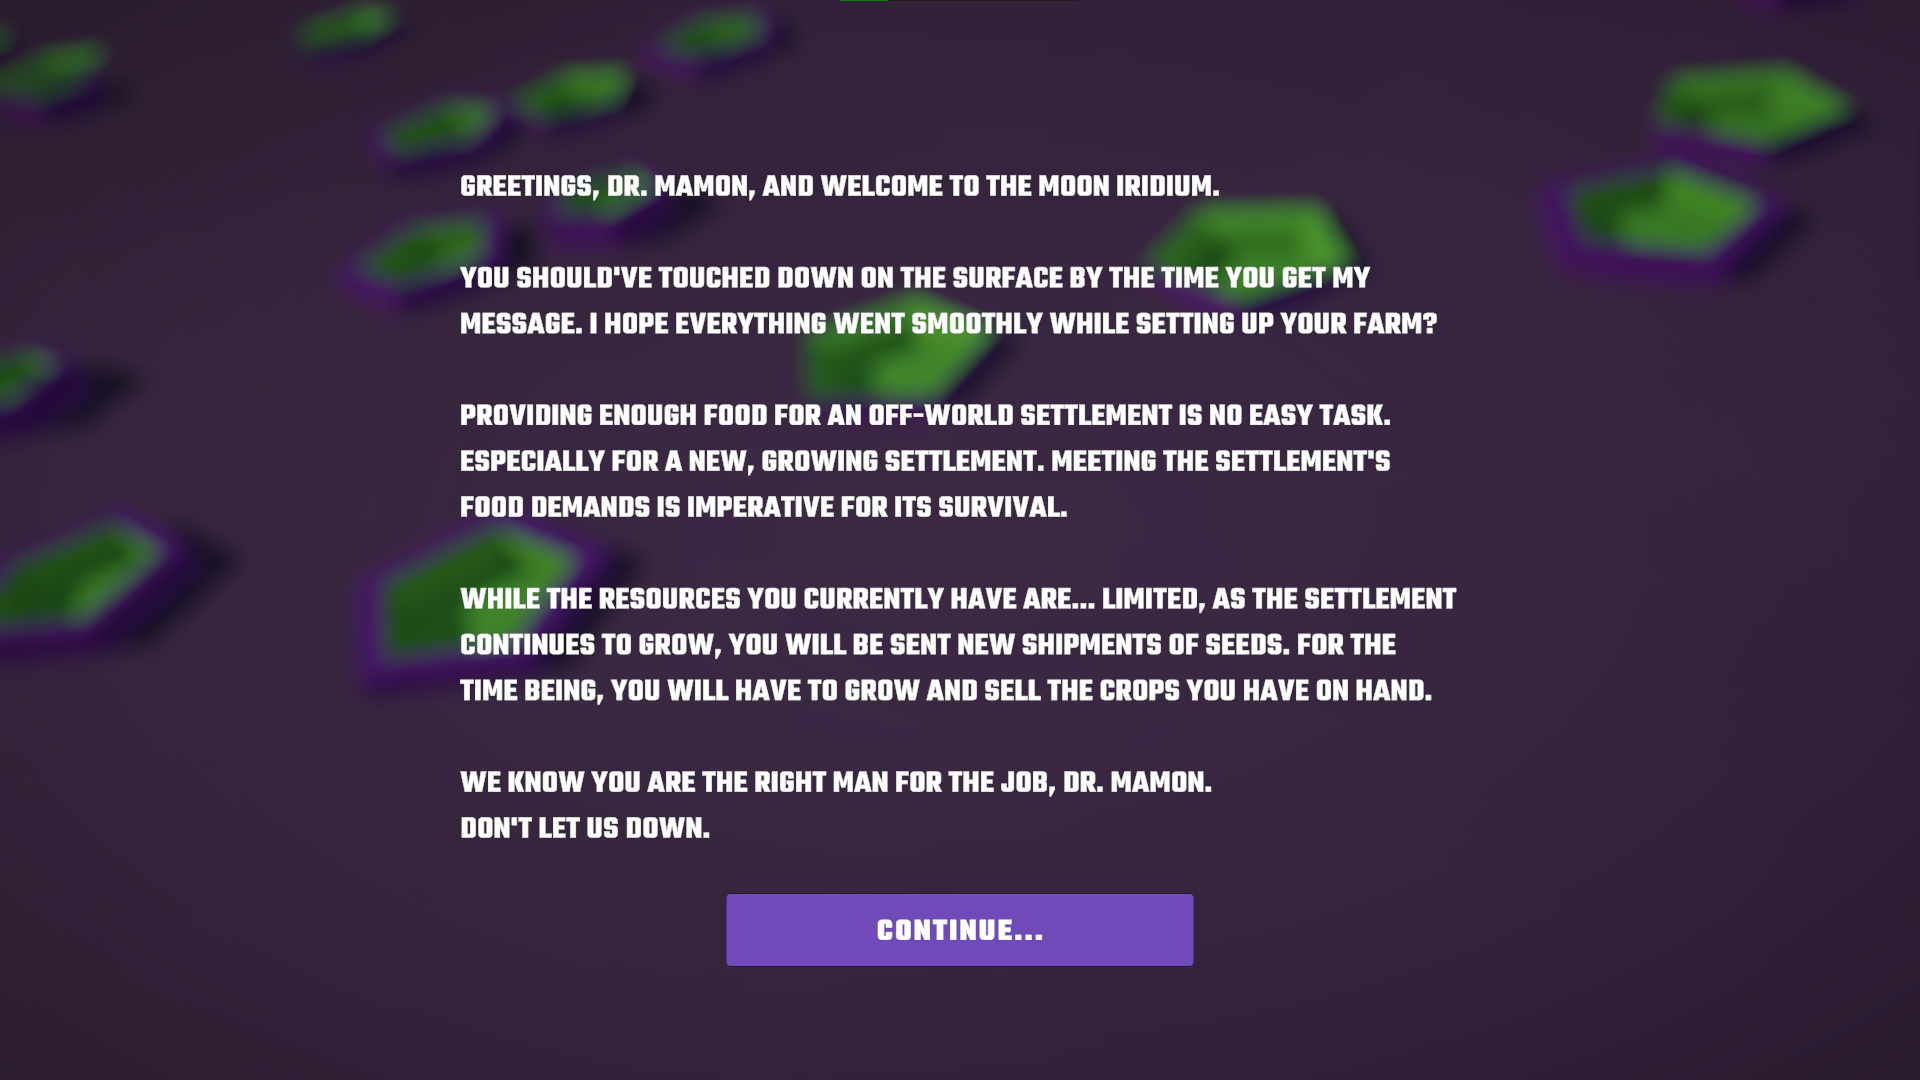 GREETINGS, DR. MAMON, AND WELCOME TO THE MOON IRIDIUM.
YOU SHOULD'VE TOUCHED DOWN ON THE SURFACE BY THE TIME YOU GET MY
MESSAGE. I HOPE EVERYTHING WENT SMOOTHLY WHILE SETTING UP YOUR FARM?
PROVIDING ENOUGH FOOD FOR AN OFF-WORLD SETTLEMENT IS NO EASY TASK.
ESPECIALLY FOR A NEW, GROWING SETTLEMENT. MEETING THE SETTLEMENT'S
FOOD DEMANDS IS IMPERATIVE FOR ITS SURVIVAL.
WHILE THE RESOURCES YOU CURRENTLY HAVE ARE... LIMITED, AS THE SETTLEMENT
CONTINUES TO GROW, YOU WILL BE SENT NEW SHIPMENTS OF SEEDS. FOR THE
TIME BEING, YOU WILL HAVE TO GROW AND SELL THE CROPS YOU HAVE ON HAND.
WE KNOW YOU ARE THE RIGHT MAN FOR THE JOB, DR. MAMON.
DON'T LET US DOWN.
CONTINUE...